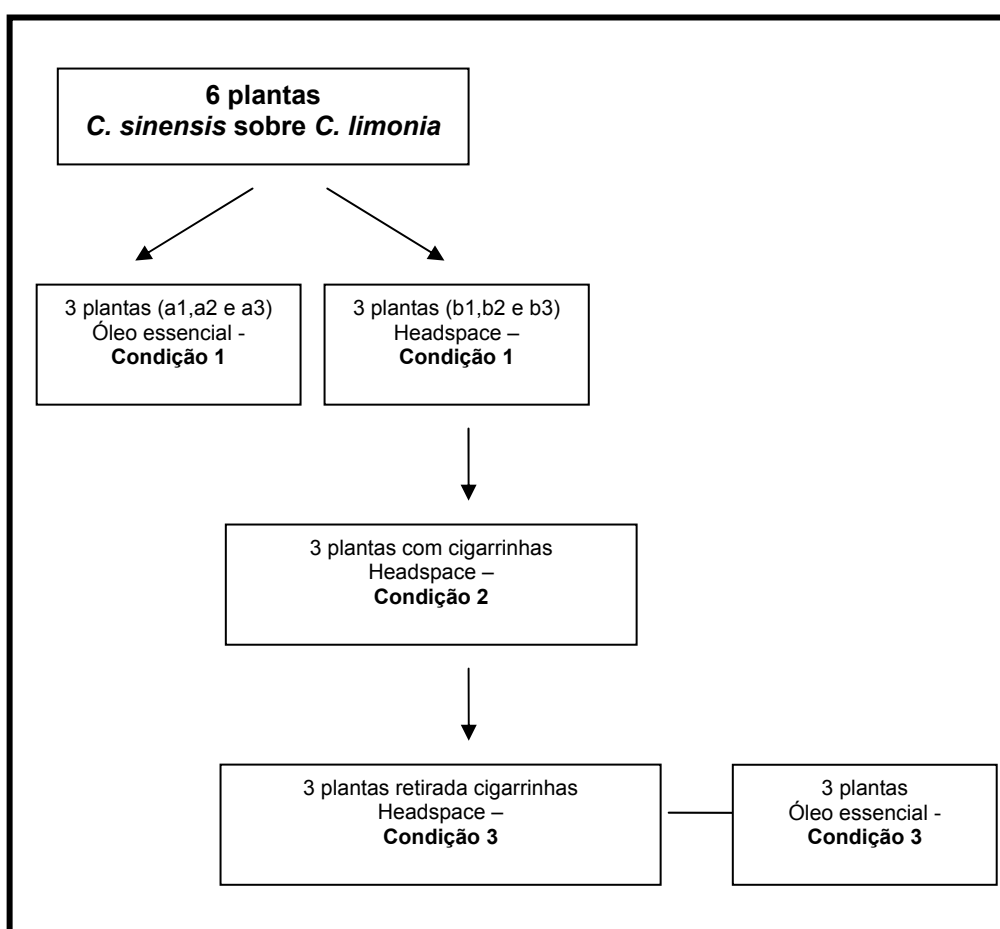 6 plantas
C. sinensis sobre C. limonia
3 plantas (a1,a2 e a3)
Óleo essencial -
Condição 1
3 plantas (b1,b2 e b3)
Headspace –
Condição 1
3 plantas com cigarrinhas
Headspace –
Condição 2
3 plantas retirada cigarrinhas
Headspace –
Condição 3
3 plantas
Óleo essencial -
Condição 3